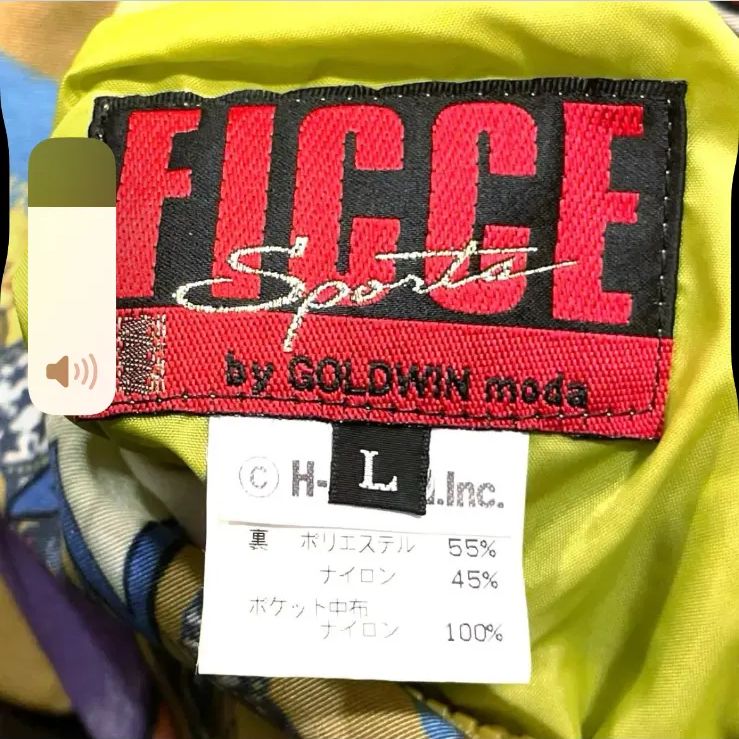 FICCE
Sports
by GOLDWIN moda
L
© H- d.Inc.
裏 ポリエステル 55%
ナイロン 45%
ポケット中布
ナイロン 100%